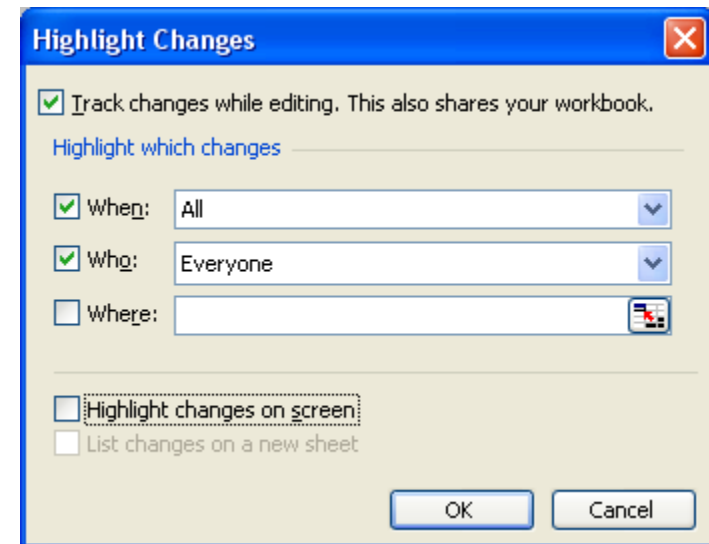 Highlight Changes
Track changes while editing. This also shares your workbook.
Highlight which changes
When: All
Who: Everyone
Where:
Highlight changes on screen
List changes on a new sheet
OK Cancel